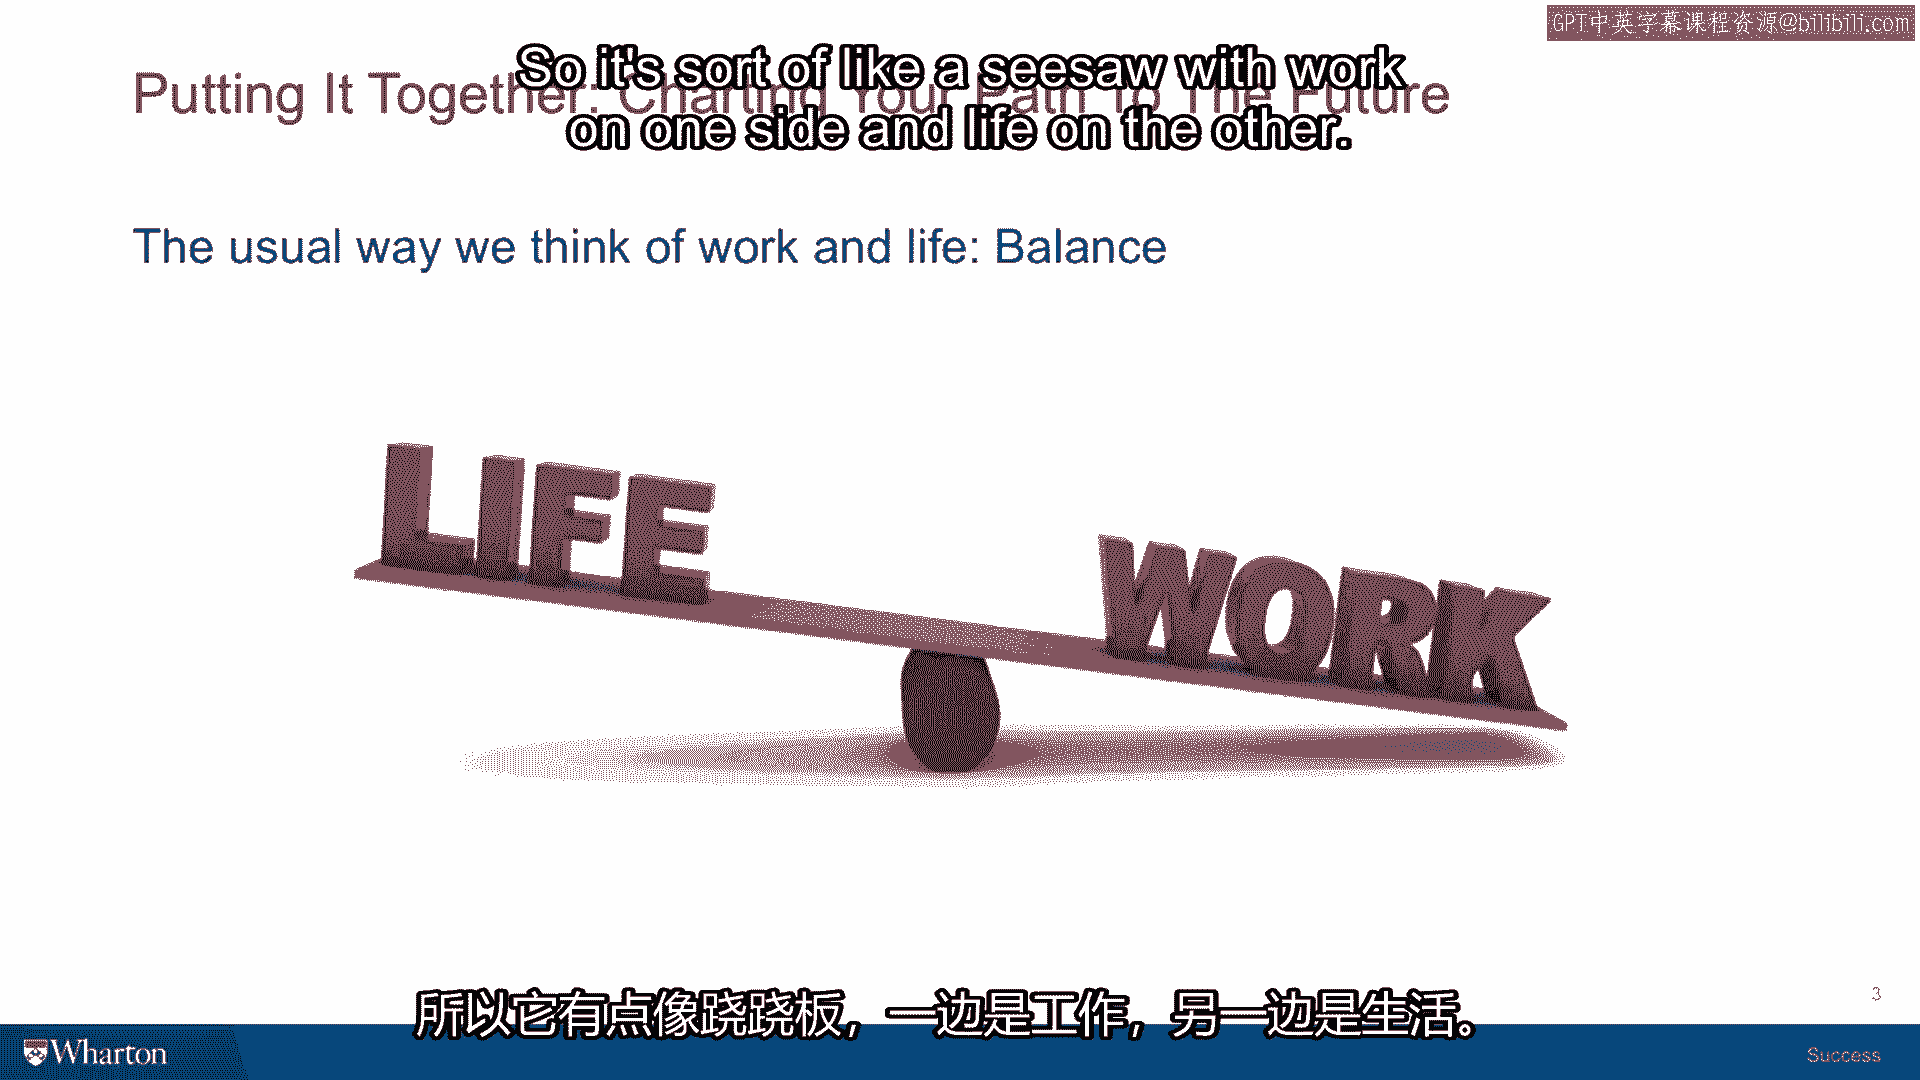 GPT中英字幕课程资源@bilibili.com
So it's sort of like a seesaw with work
on one side and life on the other.
Putting It Together: Charting Your Path To The Future
The usual way we think of work and life: Balance
LIFE
WORK
所以它有点像跷跷板，一边是工作，另一边是生活。
3
Wharton
Success